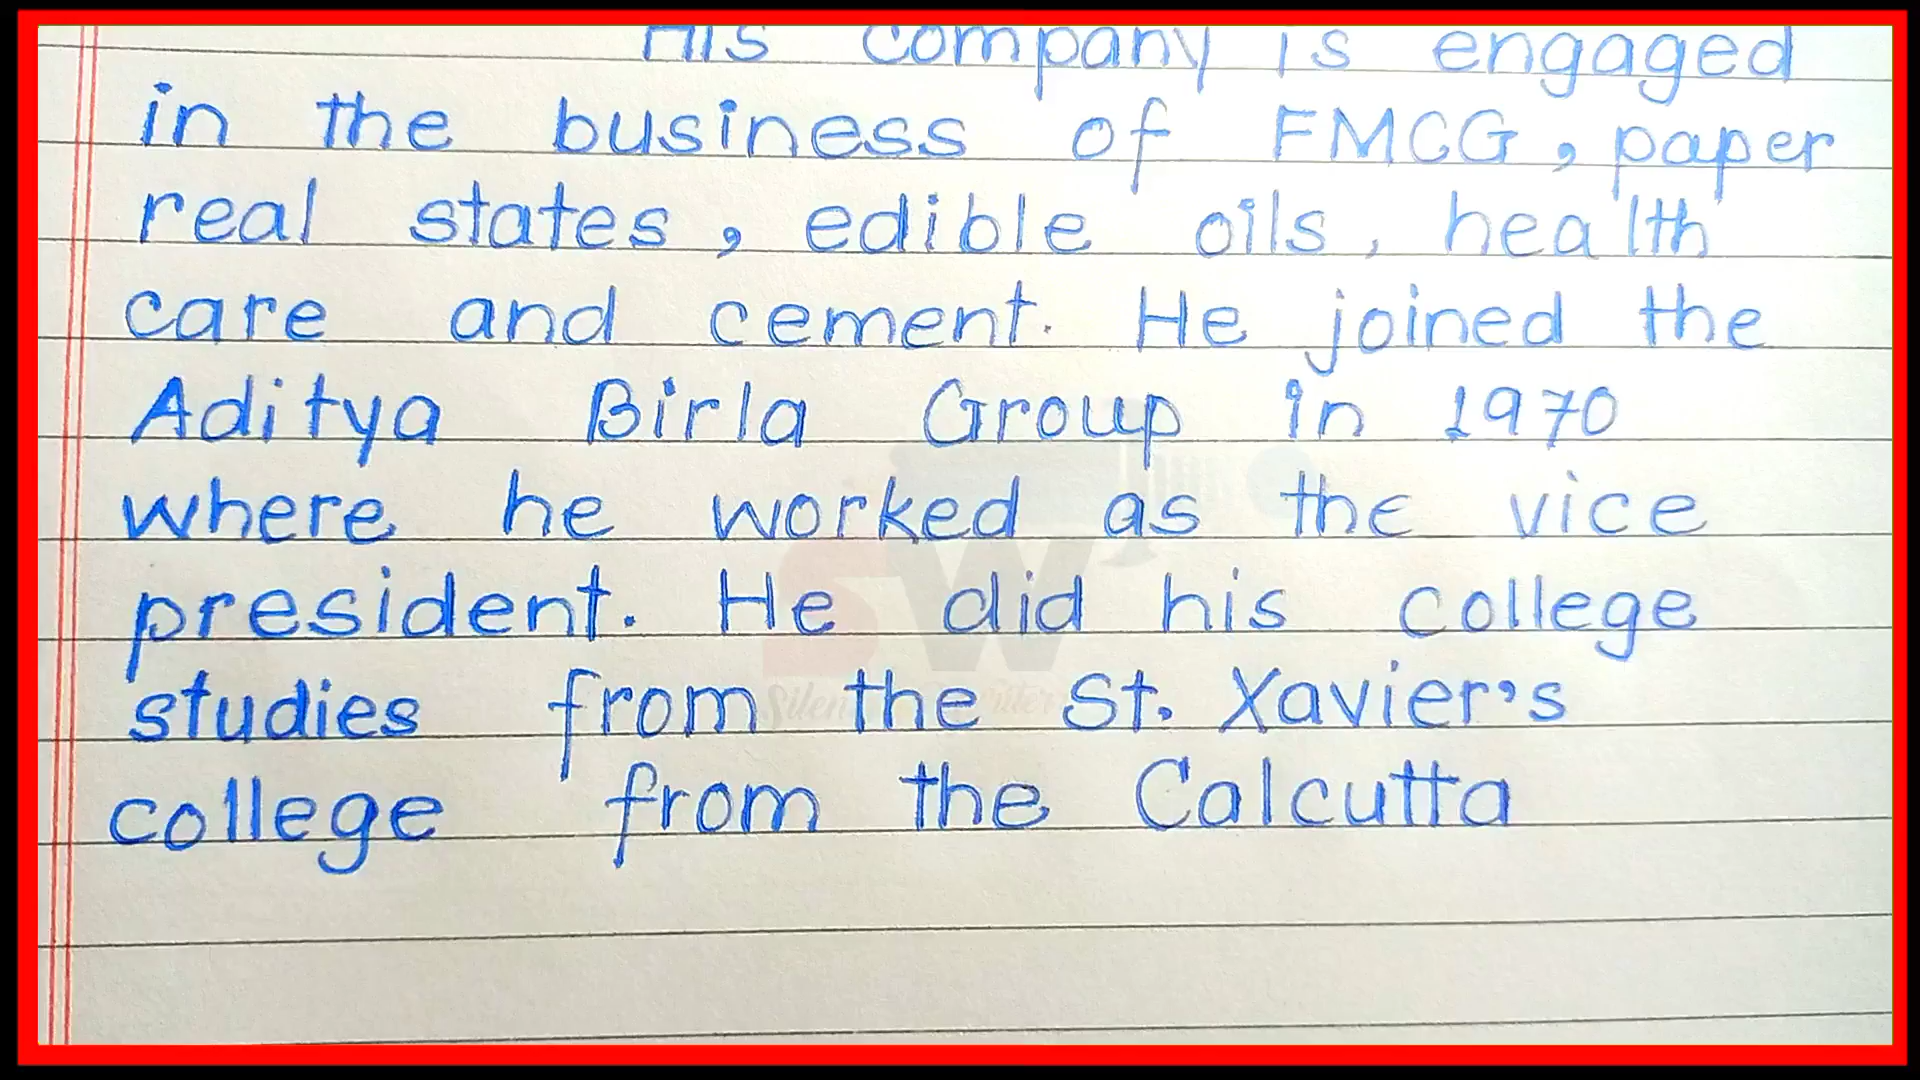 His company is engaged
in the business of FMCG, paper
real states, edible oils, health
care and cement. He joined the
Aditya Birla Group in 1970
where he worked as the vice
president. He did his college
studies from the St. Xavier's
college from the Calcutta
SW